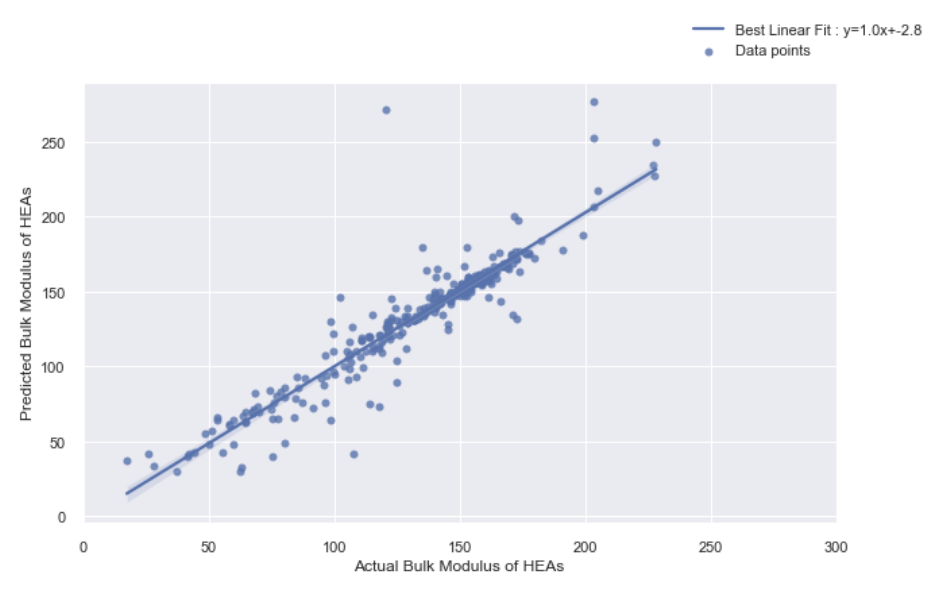 Best Linear Fit : y=1.0x+-2.8
Data points
250
200
150
100
50
0
Predicted Bulk Modulus of HEAs
0 50 100 150 200 250 300
Actual Bulk Modulus of HEAs